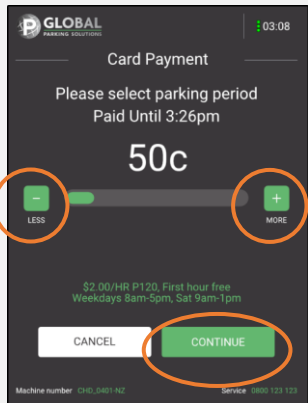 GLOBAL
PARKING SOLUTIONS
03:08
Card Payment
Please select parking period
Paid Until 3:26pm
50c
−
+
LESS
MORE
$2.00/HR P120, First hour free
Weekdays 8am-5pm, Sat 9am-1pm
CANCEL
CONTINUE
Machine number CHD_0401-NZ
Service 0800 123 123